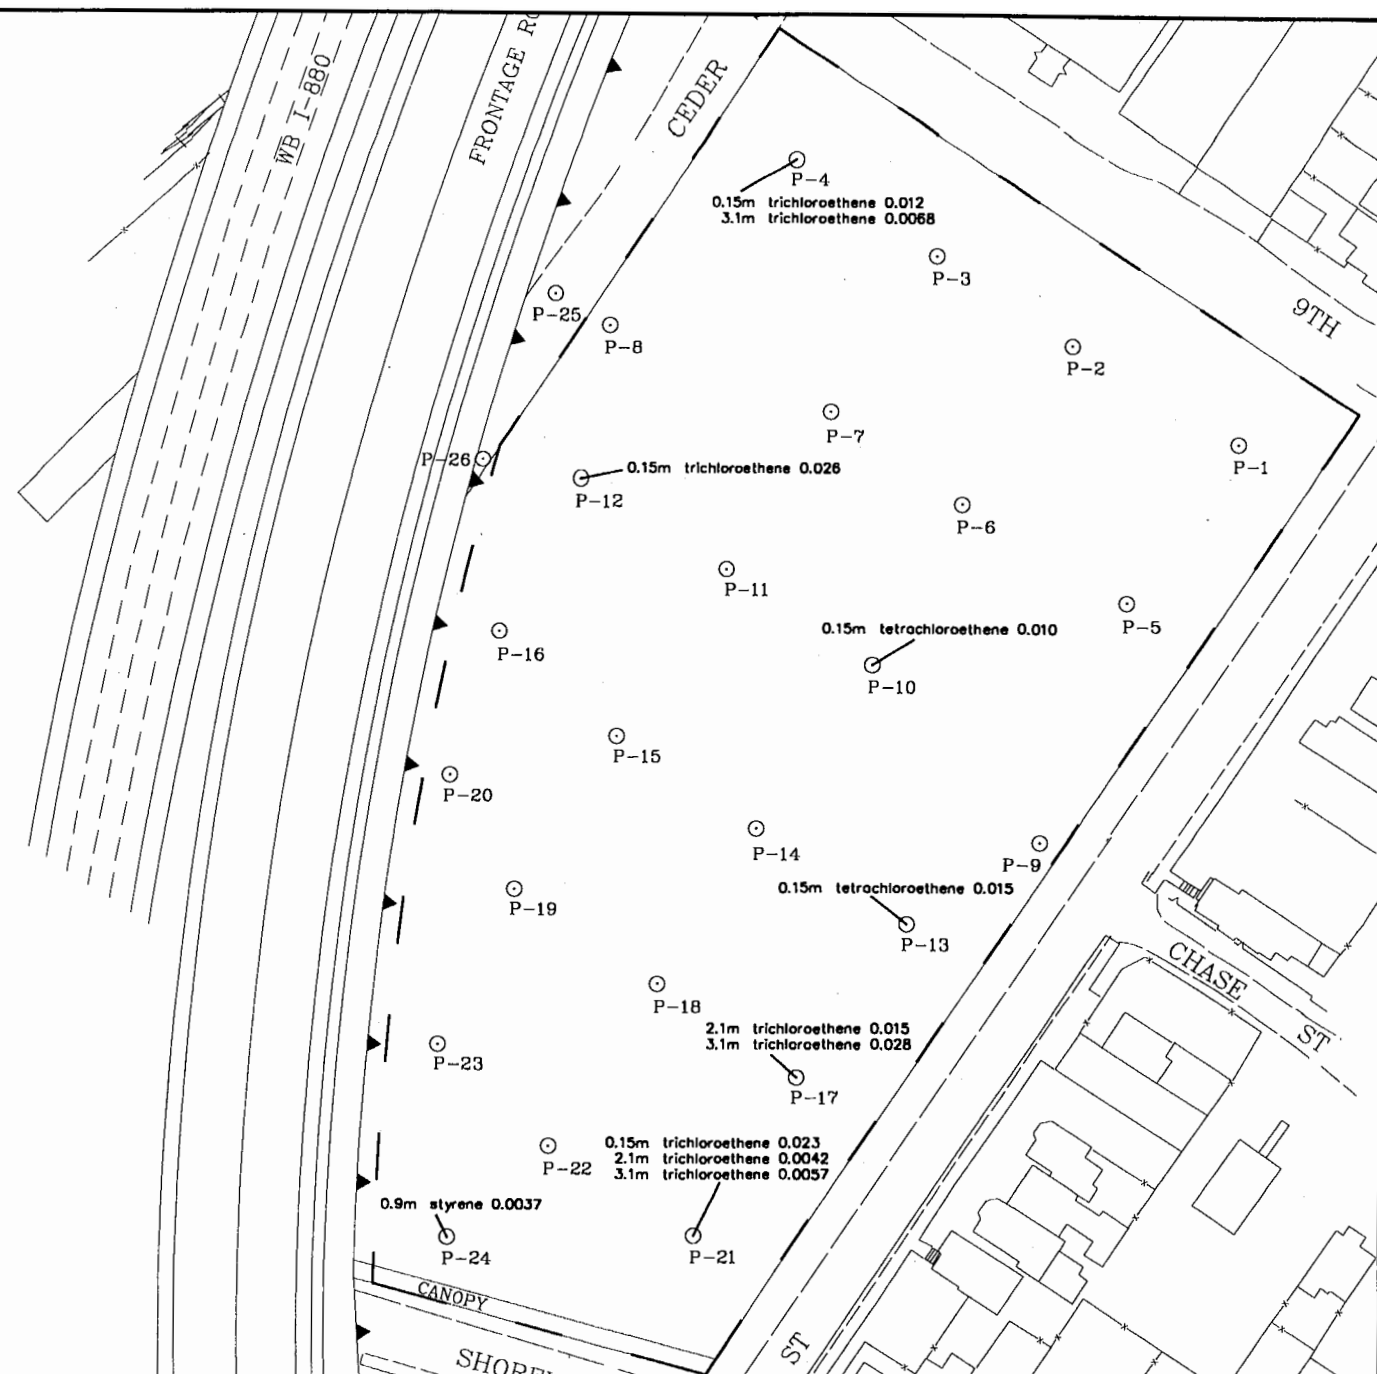 WB I-880
FRONTAGE
CEDER
P-4
0.15m trichloroethene 0.012
3.1m trichloroethene 0.0068
P-3
9TH
P-25
P-8
P-2
P-7
P-1
P-26
0.15m trichloroethene 0.026
P-12
P-6
P-11
0.15m tetrachloroethene 0.010
P-5
P-16
P-10
P-15
P-20
P-14
P-9
0.15m tetrachloroethene 0.015
P-19
P-13
CHASE
ST
P-18
2.1m trichloroethene 0.015
3.1m trichloroethene 0.028
P-23
P-17
0.15m trichloroethene 0.023
2.1m trichloroethene 0.0042
3.1m trichloroethene 0.0057
P-22
0.9m styrene 0.0037
P-24
P-21
CANOPY
ST